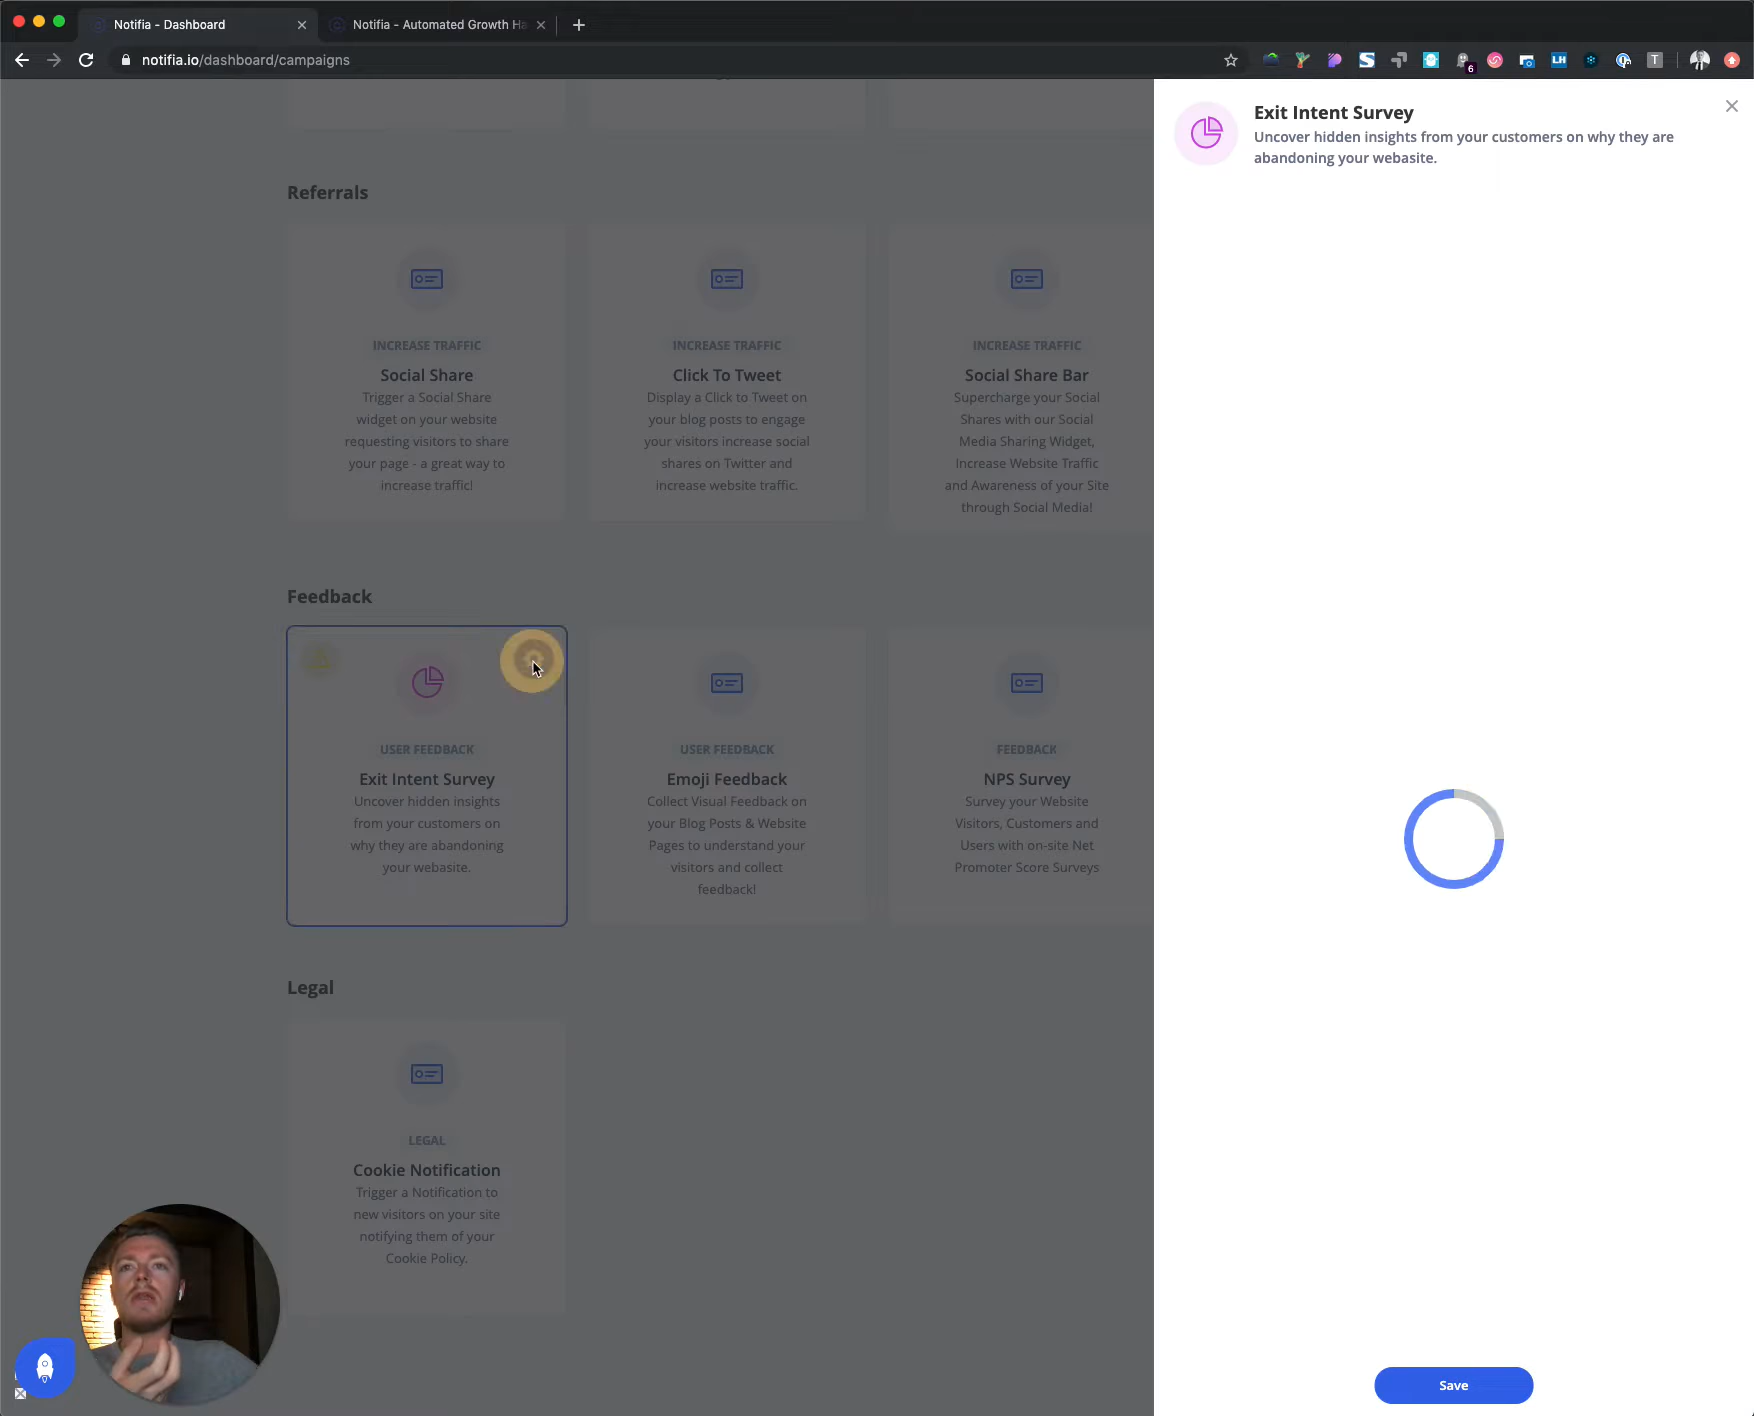 Notifia - Dashboard
Notifia - Automated Growth Ha
notifia.io/dashboard/campaigns
6
LH
T
Exit Intent Survey
Uncover hidden insights from your customers on why they are
abandoning your webasite.
Referrals
INCREASE TRAFFIC
Social Share
Trigger a Social Share
widget on your website
requesting visitors to share
your page - a great way to
increase traffic!
INCREASE TRAFFIC
Click To Tweet
Display a Click to Tweet on
your blog posts to engage
your visitors increase social
shares on Twitter and
increase website traffic.
INCREASE TRAFFIC
Social Share Bar
Supercharge your Social
Shares with our Social
Media Sharing Widget,
Increase Website Traffic
and Awareness of your Site
through Social Media!
Feedback
USER FEEDBACK
Exit Intent Survey
Uncover hidden insights
from your customers on
why they are abandoning
your webasite.
USER FEEDBACK
Emoji Feedback
Collect Visual Feedback on
your Blog Posts & Website
Pages to understand your
visitors and collect
feedback!
FEEDBACK
NPS Survey
Survey your Website
Visitors, Customers and
Users with on-site Net
Promoter Score Surveys
Legal
LEGAL
Cookie Notification
Trigger a Notification to
new visitors on your site
notifying them of your
Cookie Policy.
Save